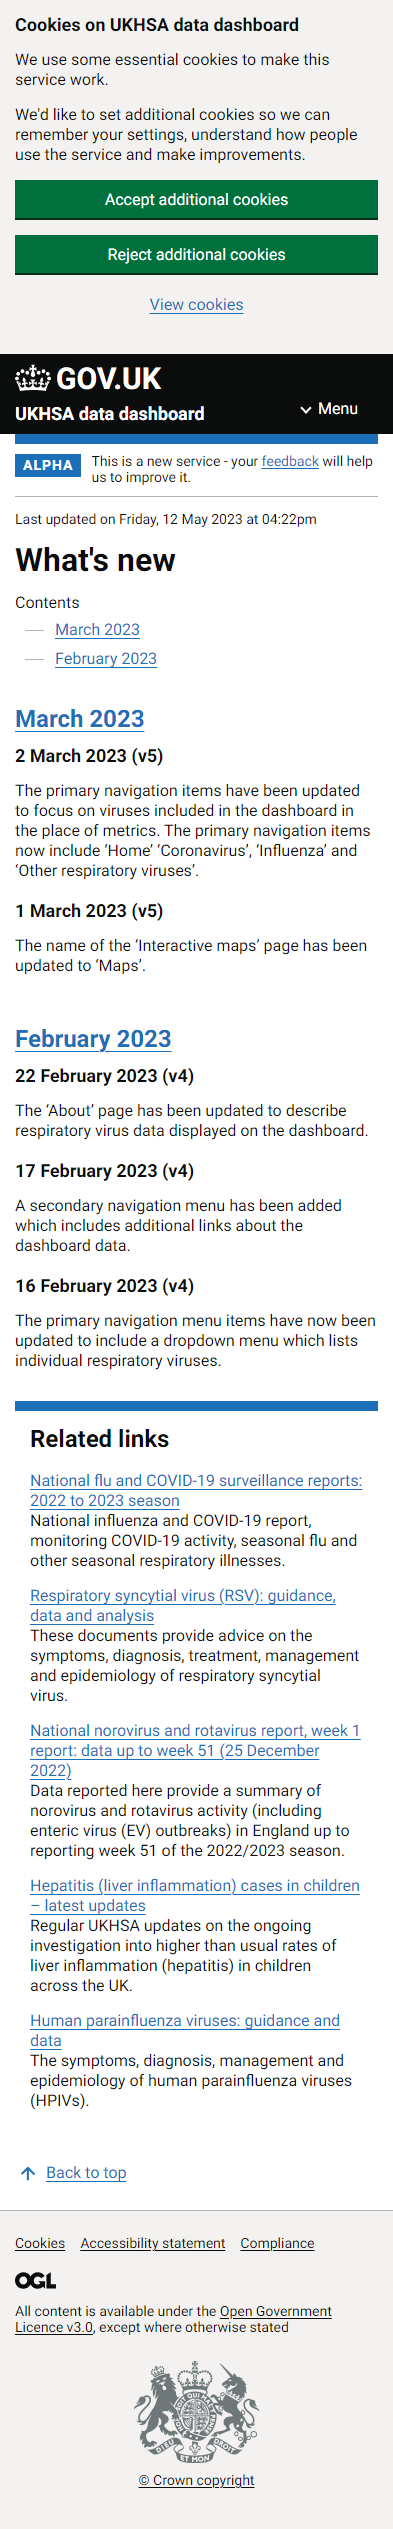 Cookies on UKHSA data dashboard
We use some essential cookies to make this
service work.
We'd like to set additional cookies so we can
remember your settings, understand how people
use the service and make improvements.
Accept additional cookies
Reject additional cookies
View cookies
GOV.UK
UKHSA data dashboard
Menu
ALPHA
This is a new service - your feedback will help
us to improve it.
Last updated on Friday, 12 May 2023 at 04:22pm
What's new
Contents
— March 2023
— February 2023
March 2023
2 March 2023 (v5)
The primary navigation items have been updated
to focus on viruses included in the dashboard in
the place of metrics. The primary navigation items
now include ‘Home’ ‘Coronavirus’, ‘Influenza’ and
‘Other respiratory viruses’.
1 March 2023 (v5)
The name of the ‘Interactive maps’ page has been
updated to ‘Maps’.
February 2023
22 February 2023 (v4)
The ‘About’ page has been updated to describe
respiratory virus data displayed on the dashboard.
17 February 2023 (v4)
A secondary navigation menu has been added
which includes additional links about the
dashboard data.
16 February 2023 (v4)
The primary navigation menu items have now been
updated to include a dropdown menu which lists
individual respiratory viruses.
Related links
National flu and COVID-19 surveillance reports:
2022 to 2023 season
National influenza and COVID-19 report,
monitoring COVID-19 activity, seasonal flu and
other seasonal respiratory illnesses.
Respiratory syncytial virus (RSV): guidance,
data and analysis
These documents provide advice on the
symptoms, diagnosis, treatment, management
and epidemiology of respiratory syncytial
virus.
National norovirus and rotavirus report, week 1
report: data up to week 51 (25 December
2022)
Data reported here provide a summary of
norovirus and rotavirus activity (including
enteric virus (EV) outbreaks) in England up to
reporting week 51 of the 2022/2023 season.
Hepatitis (liver inflammation) cases in children
– latest updates
Regular UKHSA updates on the ongoing
investigation into higher than usual rates of
liver inflammation (hepatitis) in children
across the UK.
Human parainfluenza viruses: guidance and
data
The symptoms, diagnosis, management and
epidemiology of human parainfluenza viruses
(HPIVs).
Back to top
Cookies Accessibility statement Compliance
OGL
All content is available under the Open Government
Licence v3.0, except where otherwise stated
DIEU ET MON DROIT
© Crown copyright